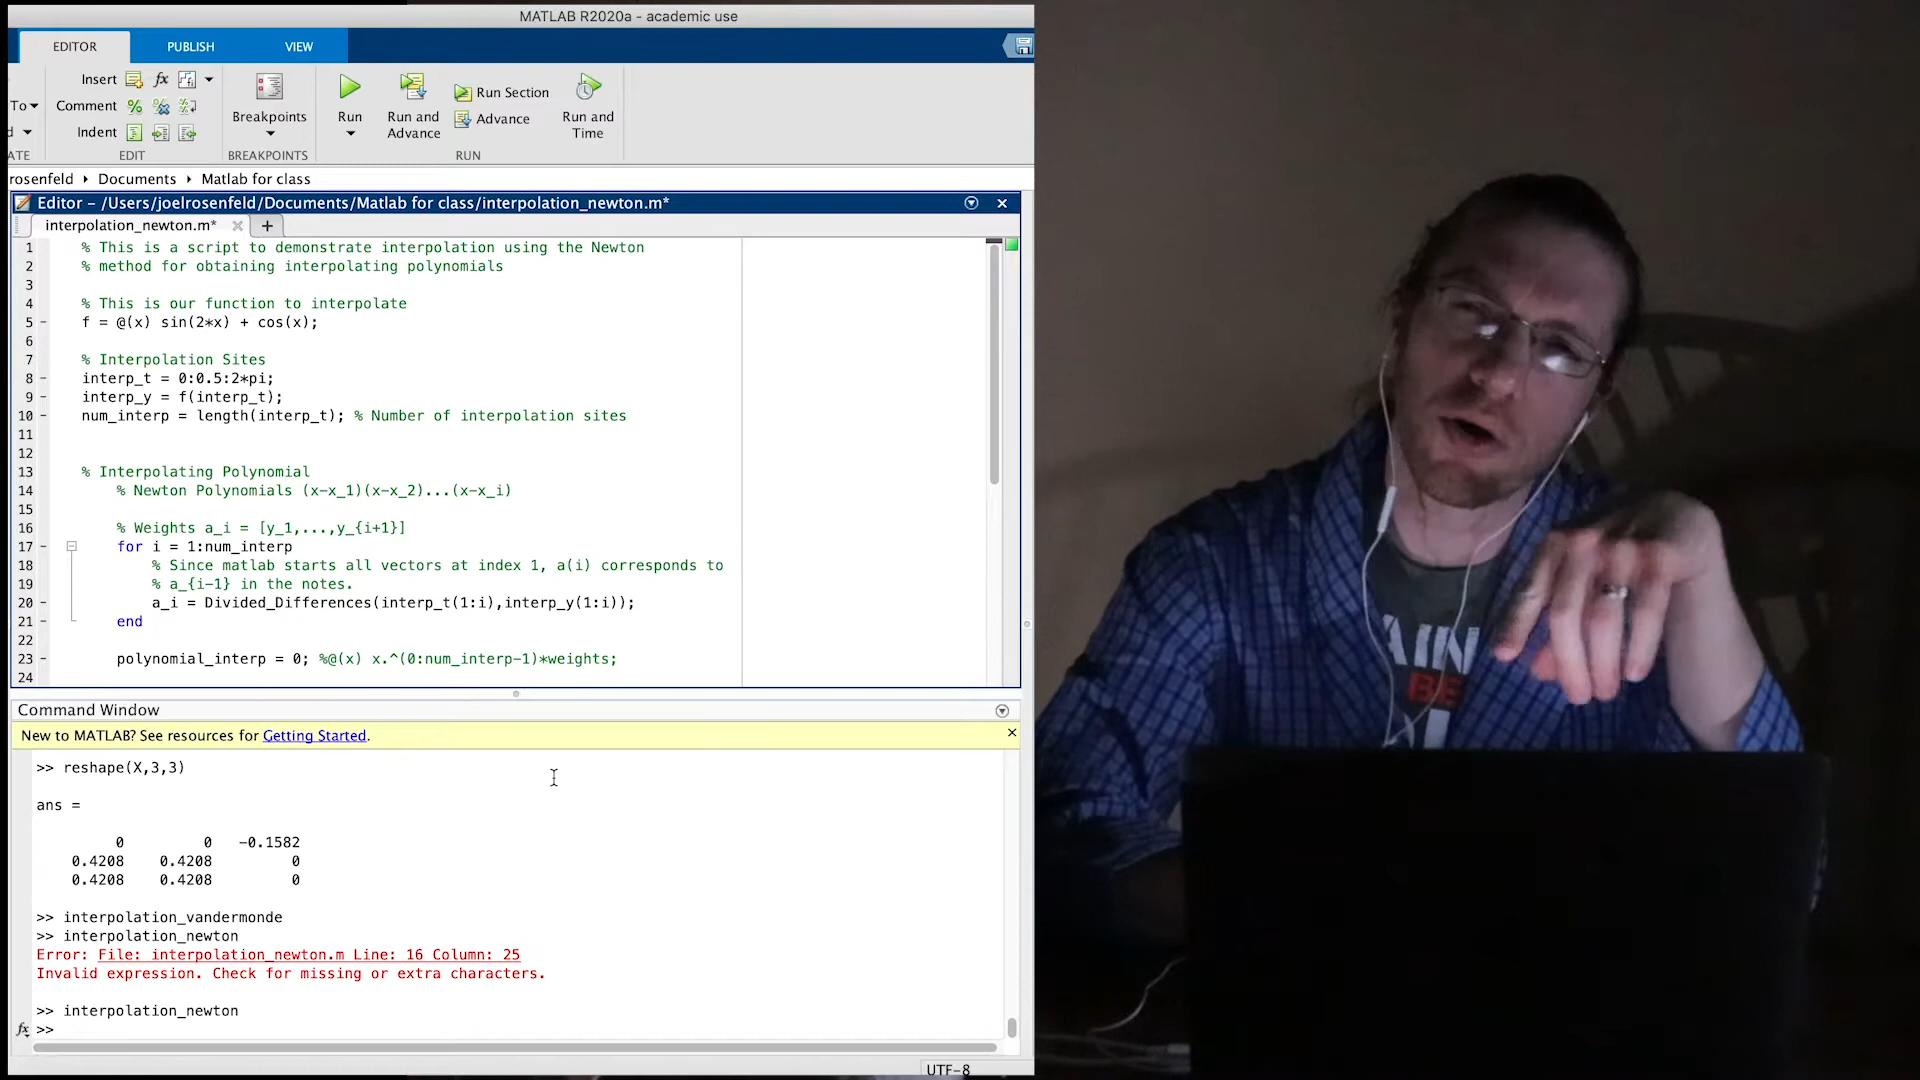 MATLAB R2020a - academic use
EDITOR PUBLISH VIEW
Insert fx
To Comment
Indent
Breakpoints
Run
Run and Advance
Run Section
Advance
Run and Time
ATE EDIT BREAKPOINTS RUN
rosenfeld Documents Matlab for class
Editor – /Users/joelrosenfeld/Documents/Matlab for class/interpolation_newton.m*
interpolation_newton.m* +
1 % This is a script to demonstrate interpolation using the Newton
2 % method for obtaining interpolating polynomials
3
4 % This is our function to interpolate
5 – f = @(x) sin(2*x) + cos(x);
6
7 % Interpolation Sites
8 – interp_t = 0:0.5:2*pi;
9 – interp_y = f(interp_t);
10 – num_interp = length(interp_t); % Number of interpolation sites
11
12
13 % Interpolating Polynomial
14 % Newton Polynomials (x-x_1)(x-x_2)...(x-x_i)
15
16 % Weights a_i = [y_1,...,y_{i+1}]
17 – for i = 1:num_interp
18 % Since matlab starts all vectors at index 1, a(i) corresponds to
19 % a_{i-1} in the notes.
20 – a_i = Divided_Differences(interp_t(1:i),interp_y(1:i));
21 – end
22
23 – polynomial_interp = 0; %@(x) x.^(0:num_interp-1)*weights;
24
Command Window
New to MATLAB? See resources for Getting Started.
>> reshape(X,3,3)
ans =
0 0 -0.1582
0.4208 0.4208 0
0.4208 0.4208 0
>> interpolation_vandermonde
>> interpolation_newton
Error: File: interpolation_newton.m Line: 16 Column: 25
Invalid expression. Check for missing or extra characters.
>> interpolation_newton
fx >>
UTF-8
AIN
BE